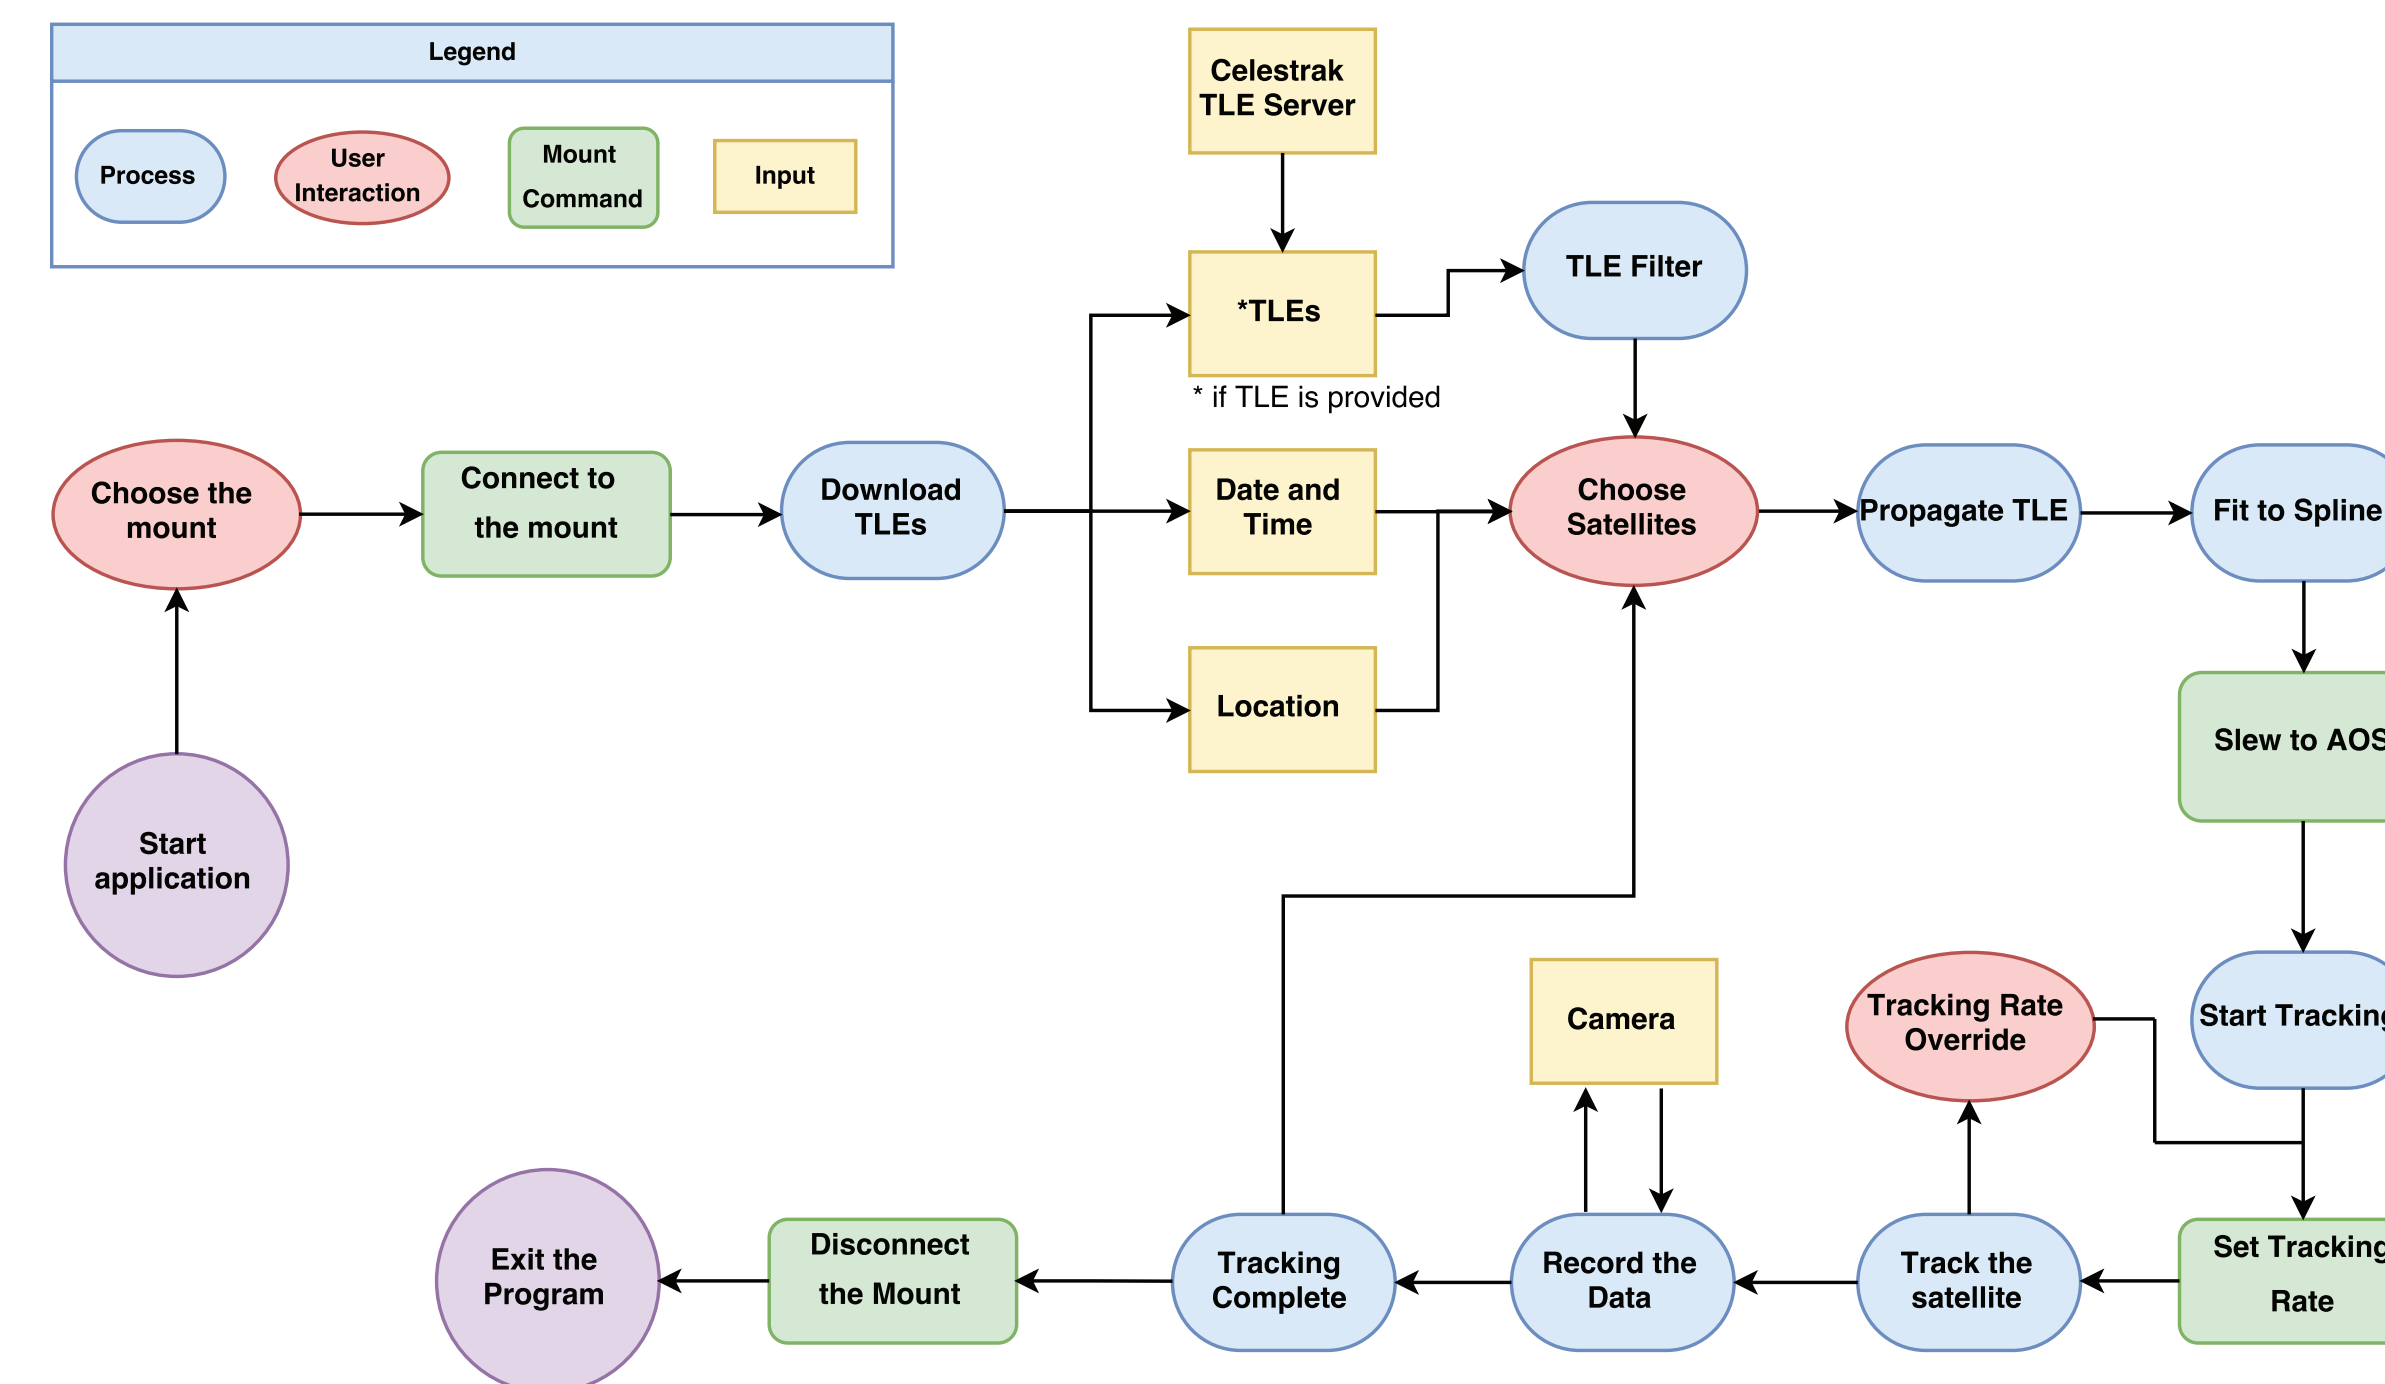 Legend
Process
User
Interaction
Mount
Command
Input
Celestrak
TLE Server
*TLEs
* if TLE is provided
TLE Filter
Choose the
mount
Connect to
the mount
Download
TLEs
Date and
Time
Choose
Satellites
Propagate TLE
Fit to Spline
Location
Slew to AOS
Start
application
Camera
Tracking Rate
Override
Start Tracking
Exit the
Program
Disconnect
the Mount
Tracking
Complete
Record the
Data
Track the
satellite
Set Tracking
Rate